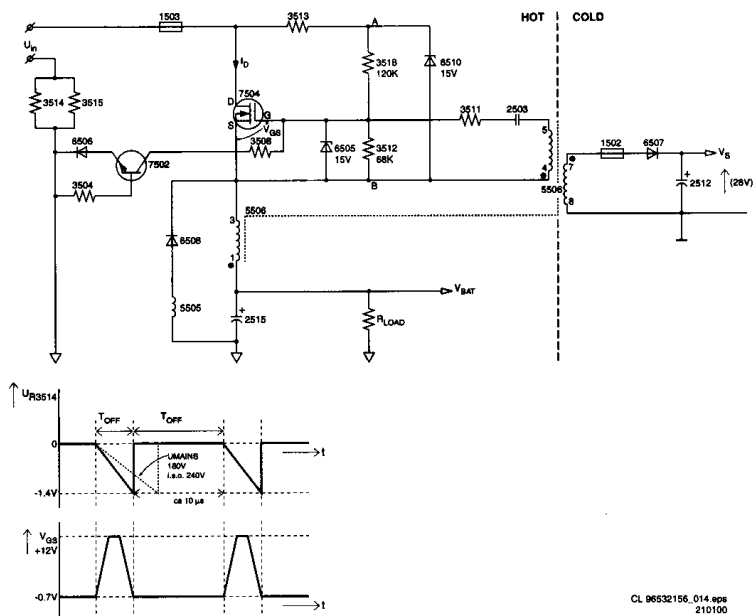 HOT COLD
1503
3513
A
Uin
ID
3518
120K
6510
15V
7504
3514
3515
D
G
S
VGS
3511
2503
5
4
6506
7502
3506
6505
15V
3512
68K
1502
6507
VS
7
5506
8
2512
(28V)
3504
B
3
5506
1
6508
5505
VBAT
2515
RLOAD
UR3514
TOFF
TOFF
0
t
UMAINS
180V
i.s.o. 240V
-1.4V
ca 10 µs
VGS
+12V
-0.7V
t
CL 96532156_014.eps
210100